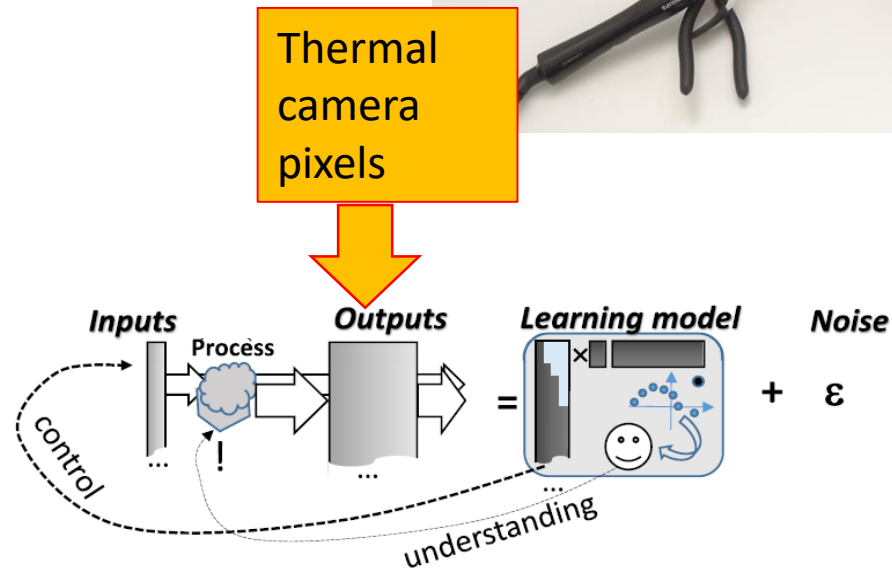 Thermal
camera
pixels
Inputs
Process
Outputs
Learning model
Noise
×
=
+ ε
...
!
...
...
control
understanding